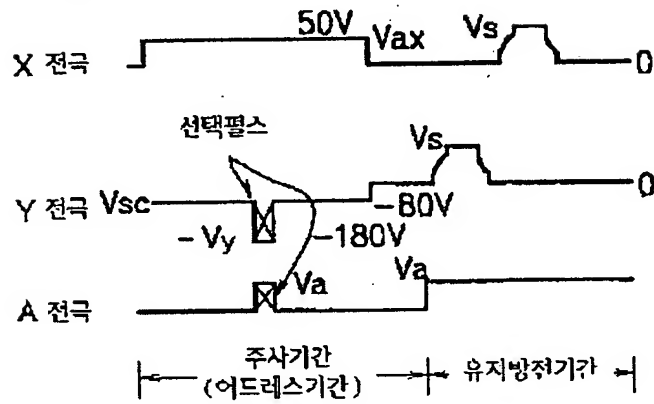 50V Vax Vs
X 전극 0
선택펄스
Vs
Y 전극 Vsc 0
-80V
-Vy -180V
Va Va
A 전극
주사기간 유지방전기간
(어드레스기간)